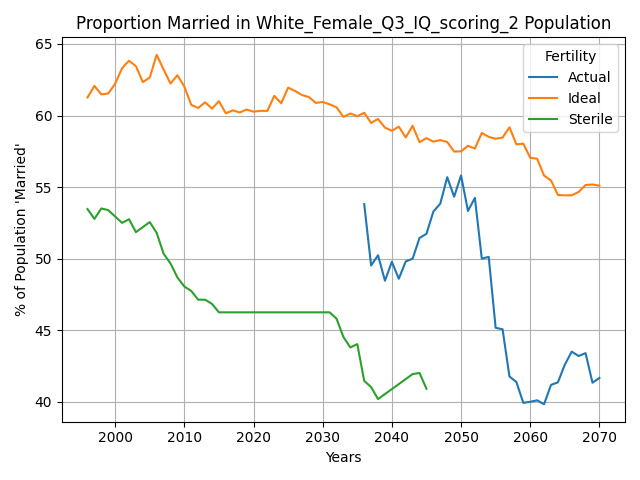 Proportion Married in White_Female_Q3_IQ_scoring_2 Population
% of Population 'Married'
65
60
55
50
45
40
Fertility
Actual
Ideal
Sterile
2000 2010 2020 2030 2040 2050 2060 2070
Years